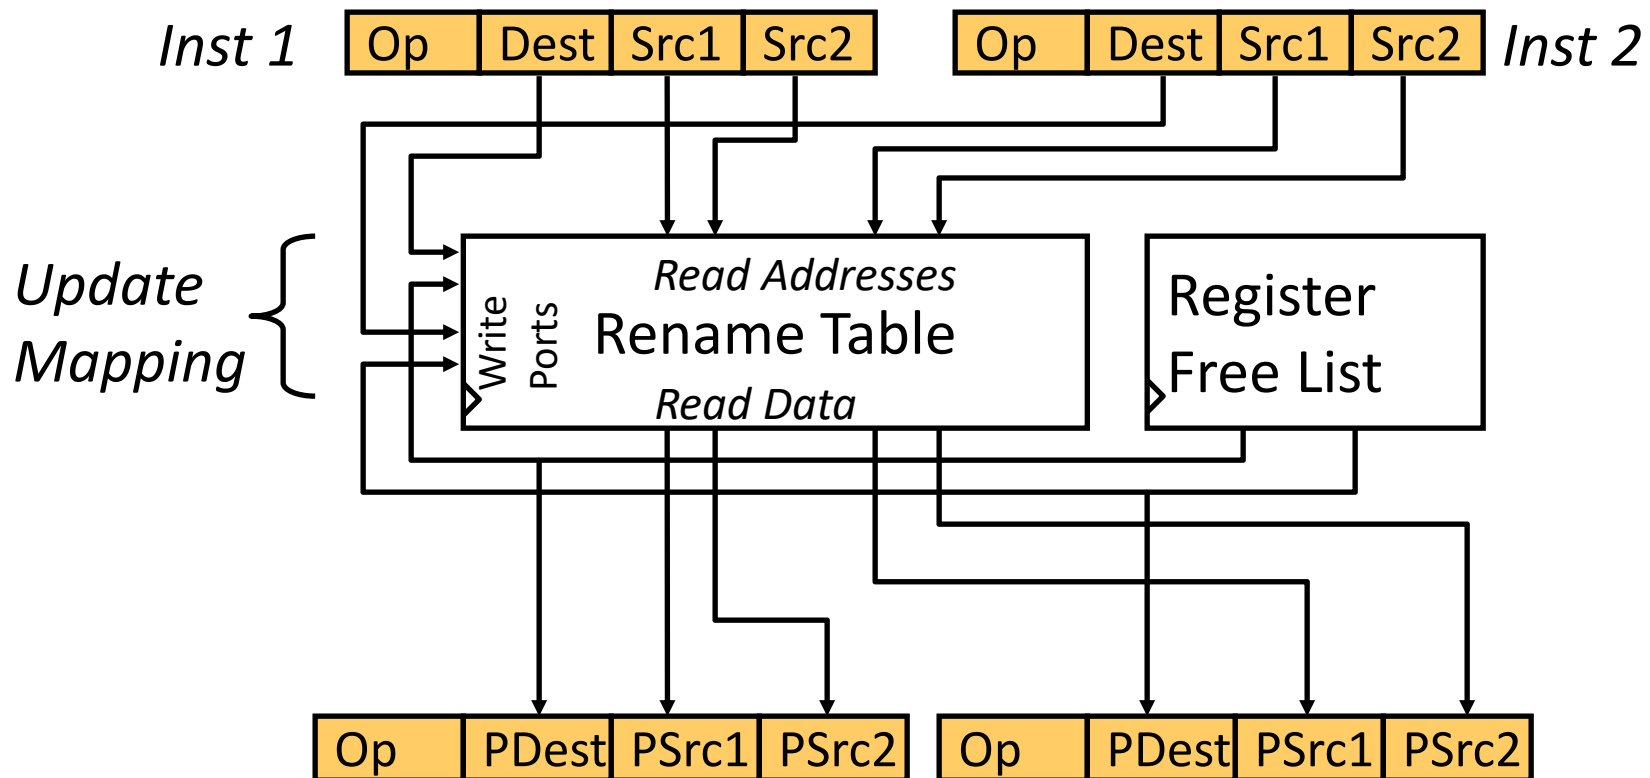 Inst 1 Op Dest Src1 Src2 Op Dest Src1 Src2 Inst 2
Update
Mapping
Write
Ports
Read Addresses
Rename Table
Read Data
Register
Free List
Op PDest PSrc1 PSrc2 Op PDest PSrc1 PSrc2